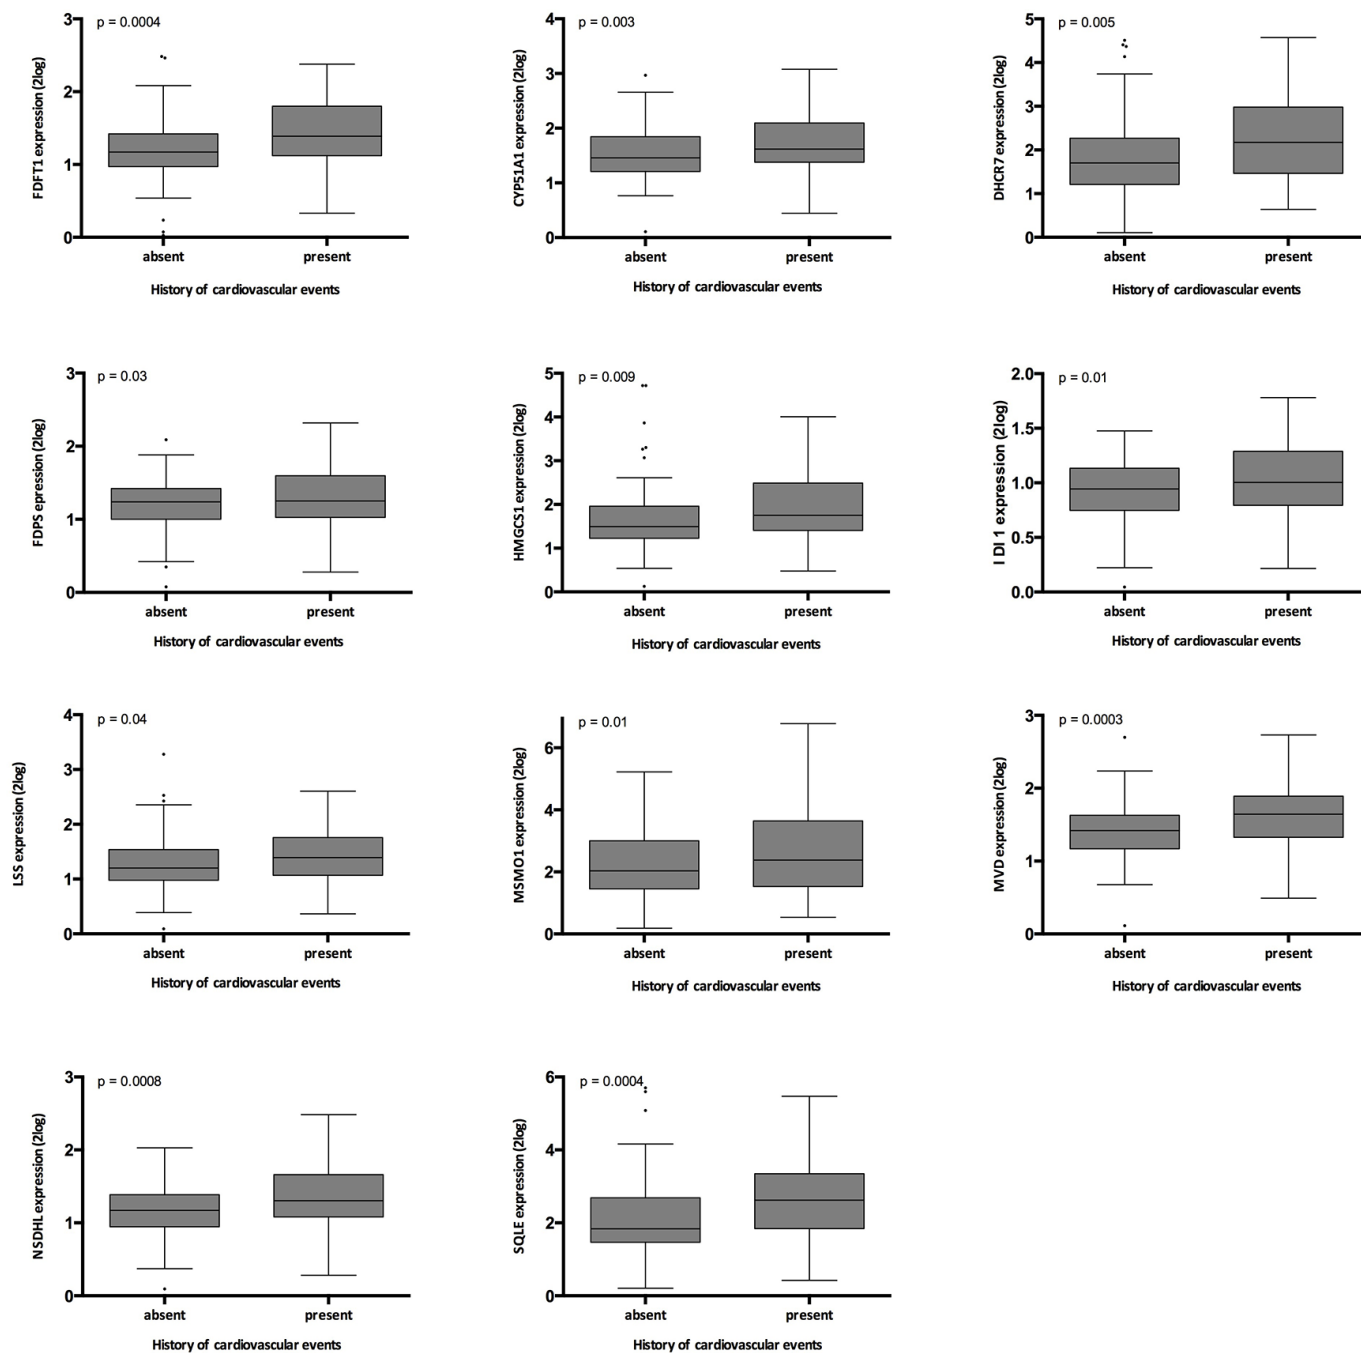 p = 0.0004
3
2
1
0
FDFT1 expression (2log)
absent
present
History of cardiovascular events
p = 0.003
4
3
2
1
0
CYP51A1 expression (2log)
absent
present
History of cardiovascular events
p = 0.005
5
4
3
2
1
0
DHCR7 expression (2log)
absent
present
History of cardiovascular events
p = 0.03
3
2
1
0
FDPS epression (2log)
absent
present
History of cardiovascular events
p = 0.009
5
4
3
2
1
0
HMGCS1 expression (2log)
absent
present
History of cardiovascular events
p = 0.01
2.0
1.5
1.0
0.5
0.0
I DI 1 expression (2log)
absent
present
History of cardiovascular events
p = 0.04
4
3
2
1
0
LSS expression (2log)
absent
present
History of cardiovascular events
p = 0.01
6
4
2
0
MSMO1 expression (2log)
absent
present
History of cardiovascular events
p = 0.0003
3
2
1
0
MVD expression (2log)
absent
present
History of cardiovascular events
p = 0.0008
3
2
1
0
NSDHL expression (2log)
absent
present
History of cardiovascular events
p = 0.0004
6
4
2
0
SQLE expression (2log)
absent
present
History of cardiovascular events